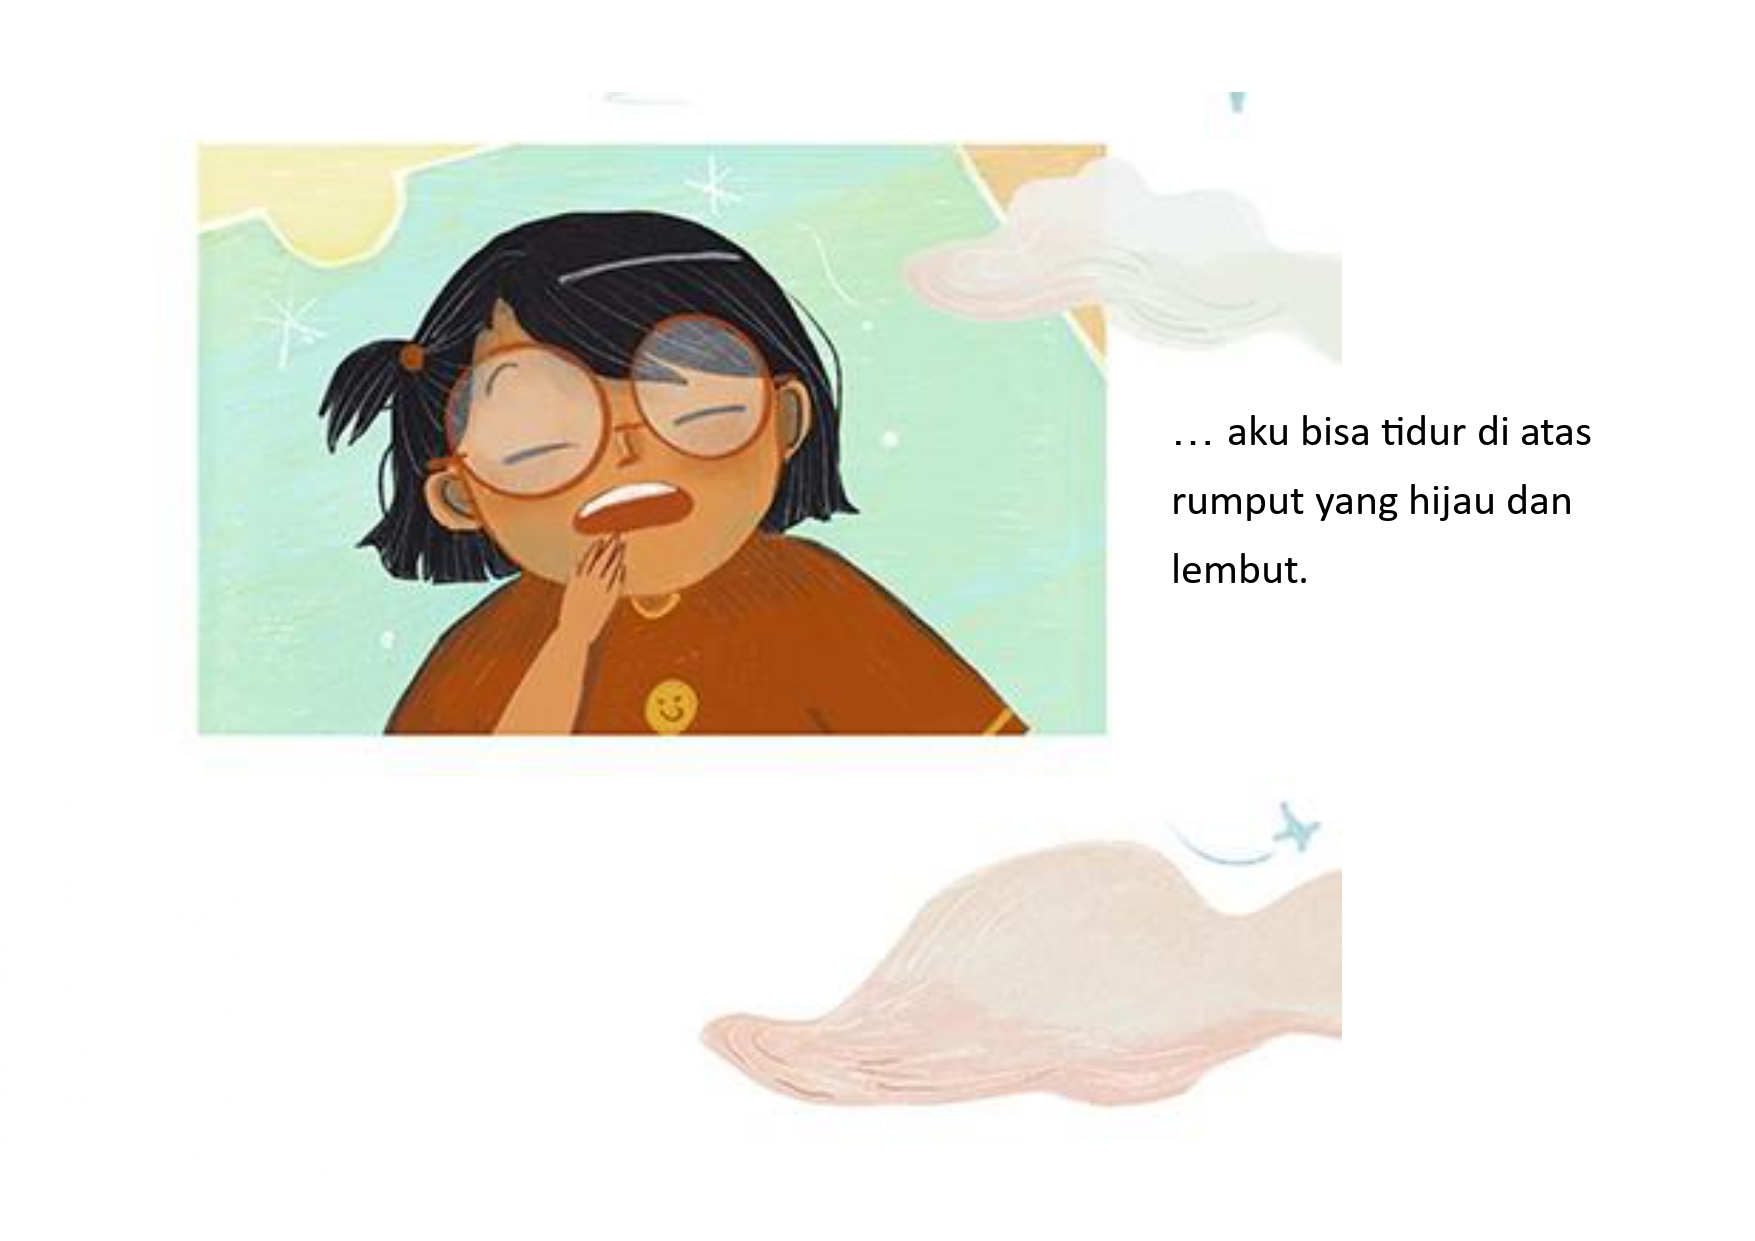 ... aku bisa tidur di atas
rumput yang hijau dan
lembut.